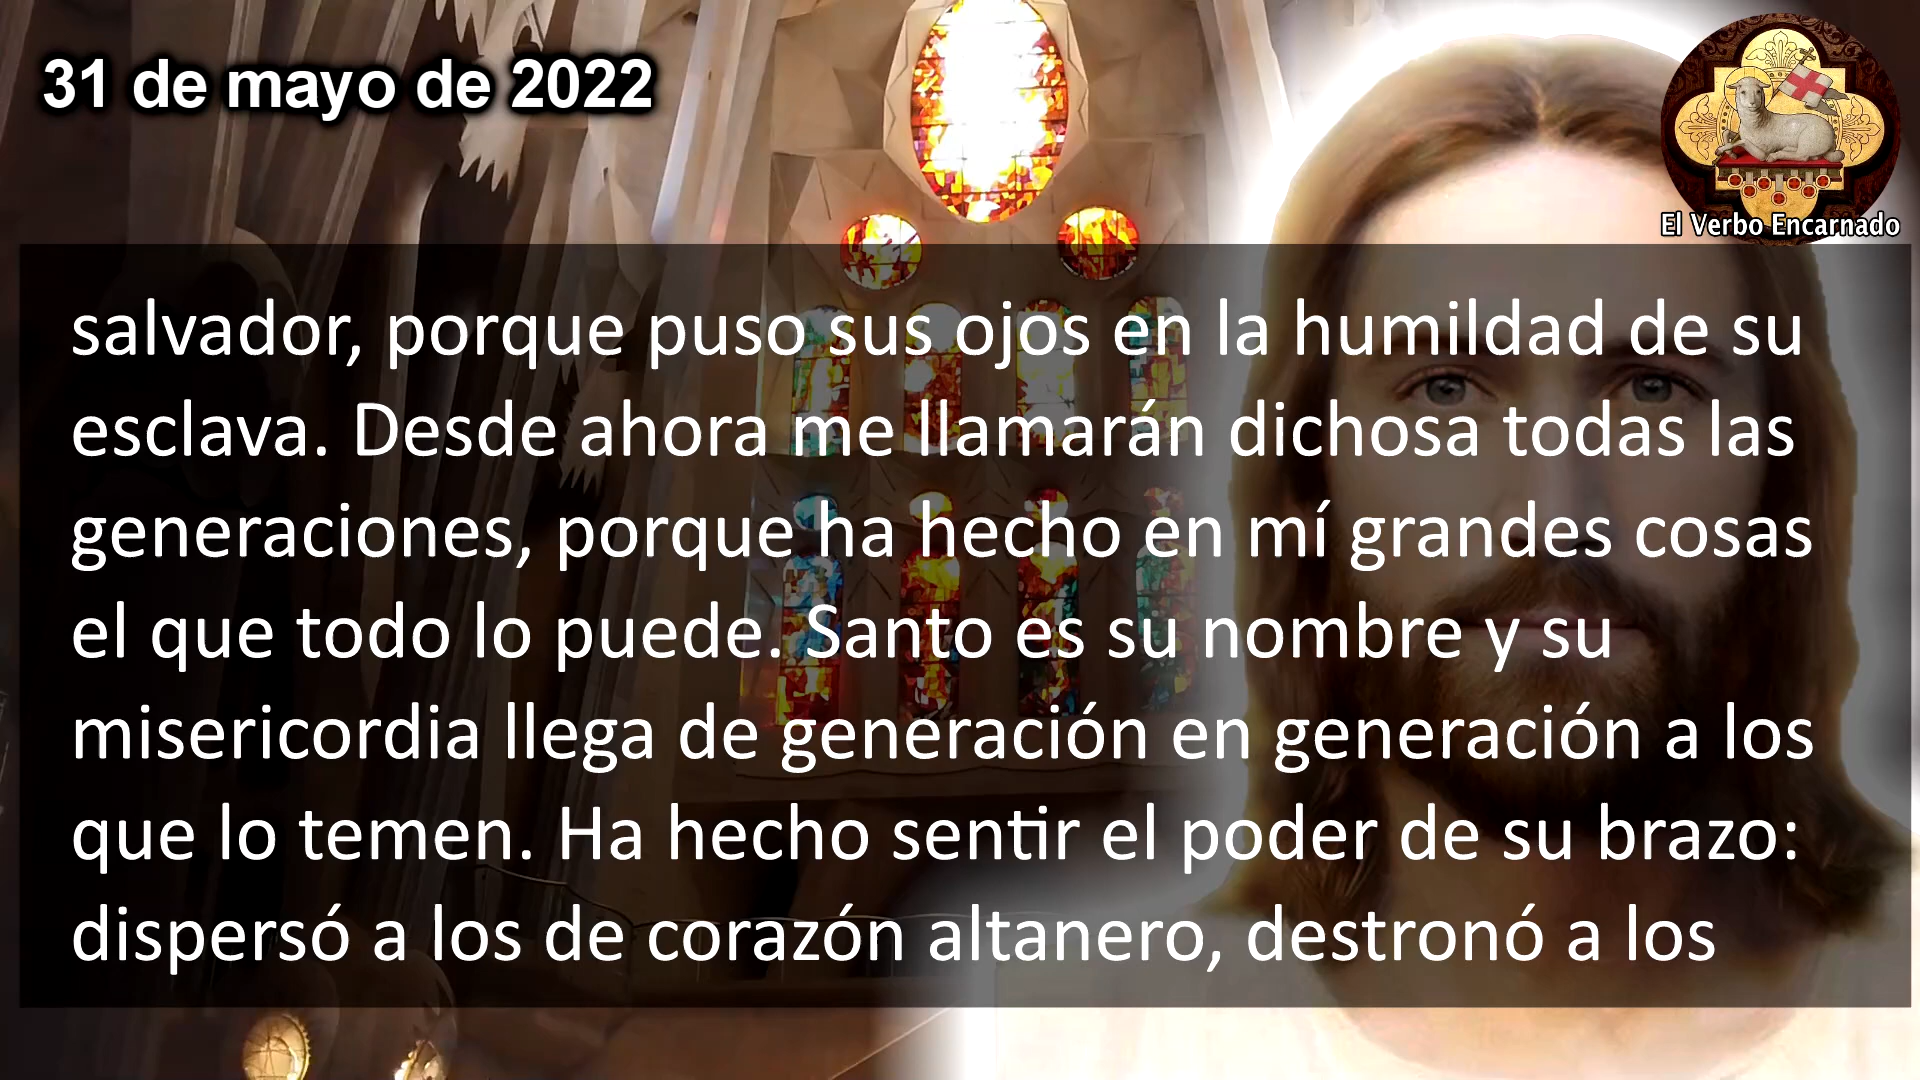 31 de mayo de 2022
El Verbo Encarnado
salvador, porque puso sus ojos en la humildad de su
esclava. Desde ahora me llamarán dichosa todas las
generaciones, porque ha hecho en mí grandes cosas
el que todo lo puede. Santo es su nombre y su
misericordia llega de generación en generación a los
que lo temen. Ha hecho sentir el poder de su brazo:
dispersó a los de corazón altanero, destronó a los